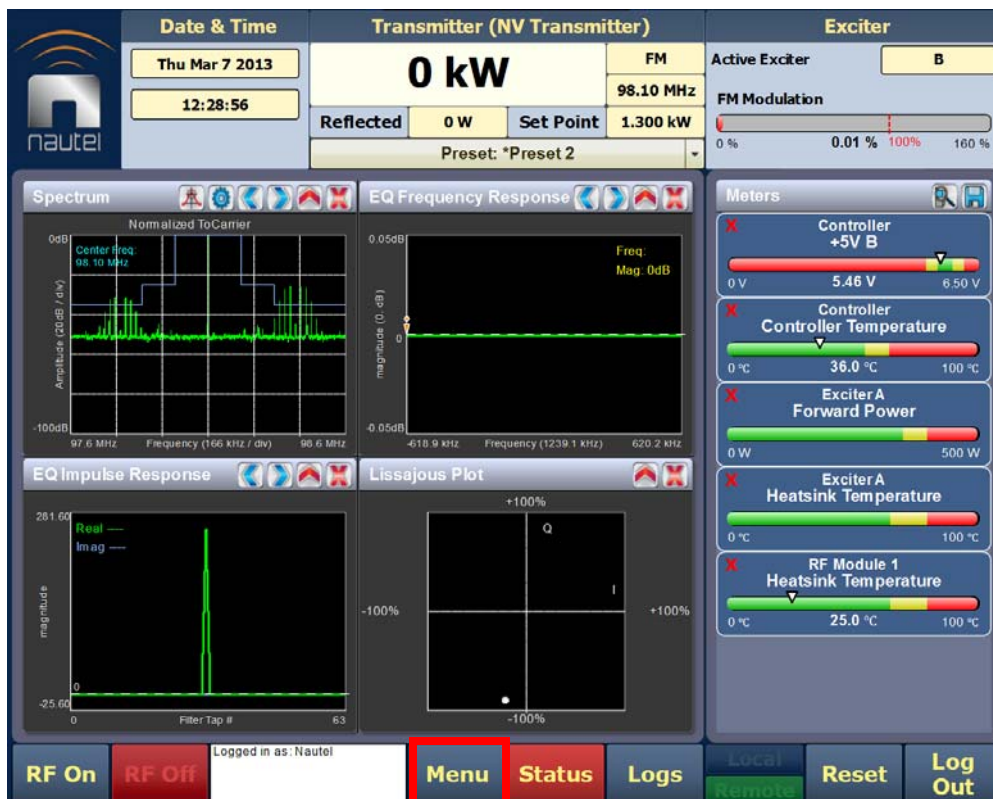 nautel
Date & Time
Thu Mar 7 2013
12:28:56
Transmitter (NV Transmitter)
0 kW
FM
98.10 MHz
Reflected 0 W Set Point 1.300 kW
Preset: *Preset 2
Exciter
Active Exciter B
FM Modulation
0 % 0.01 % 100% 160 %
Spectrum
Normalized ToCarrier
0dB
Center Freq:
98.10 MHz
Amplitude (20dB / div)
-100dB
97.6 MHz Frequency (166 kHz / div) 98.6 MHz
EQ Frequency Response
0.05dB
Freq:
Mag: 0dB
magnitude (0. dB )
0
-0.05dB
-618.9 kHz Frequency (1239.1 kHz) 620.2 kHz
EQ Impulse Response
281.60
Real ----
Imag ----
magnitude
0
-25.60
0 Filter Tap # 63
Lissajous Plot
+100%
Q
I
-100% +100%
-100%
Meters
X Controller
+5V B
0 V 5.46 V 6.50 V
X Controller
Controller Temperature
0 °C 36.0 °C 100 °C
X Exciter A
Forward Power
0 W 500 W
X Exciter A
Heatsink Temperature
0 °C 100 °C
X RF Module 1
Heatsink Temperature
0 °C 25.0 °C 100 °C
RF On
RF Off
Logged in as: Nautel
Menu
Status
Logs
Local
Remote
Reset
Log
Out